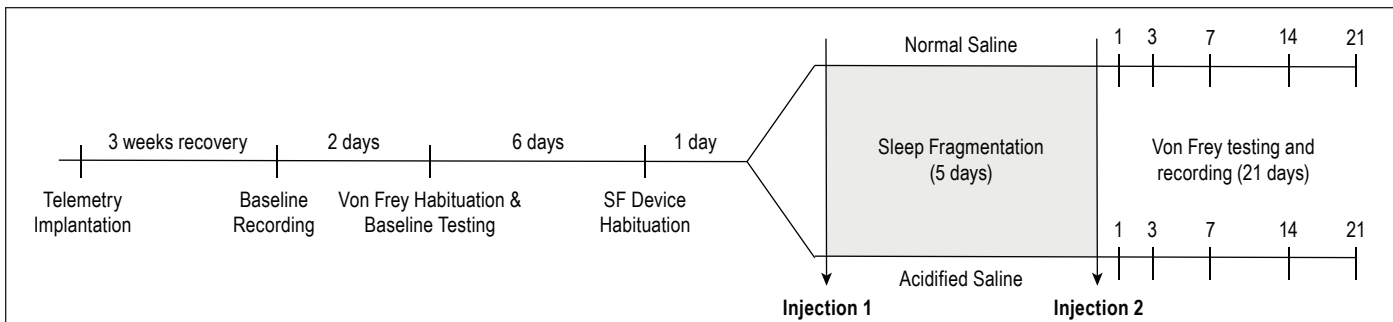 Normal Saline
1 3 7 14 21
3 weeks recovery
2 days
6 days
1 day
Telemetry
Implantation
Baseline
Recording
Von Frey Habituation &
Baseline Testing
SF Device
Habituation
Sleep Fragmentation
(5 days)
Von Frey testing and
recording (21 days)
1 3 7 14 21
Acidified Saline
Injection 1
Injection 2